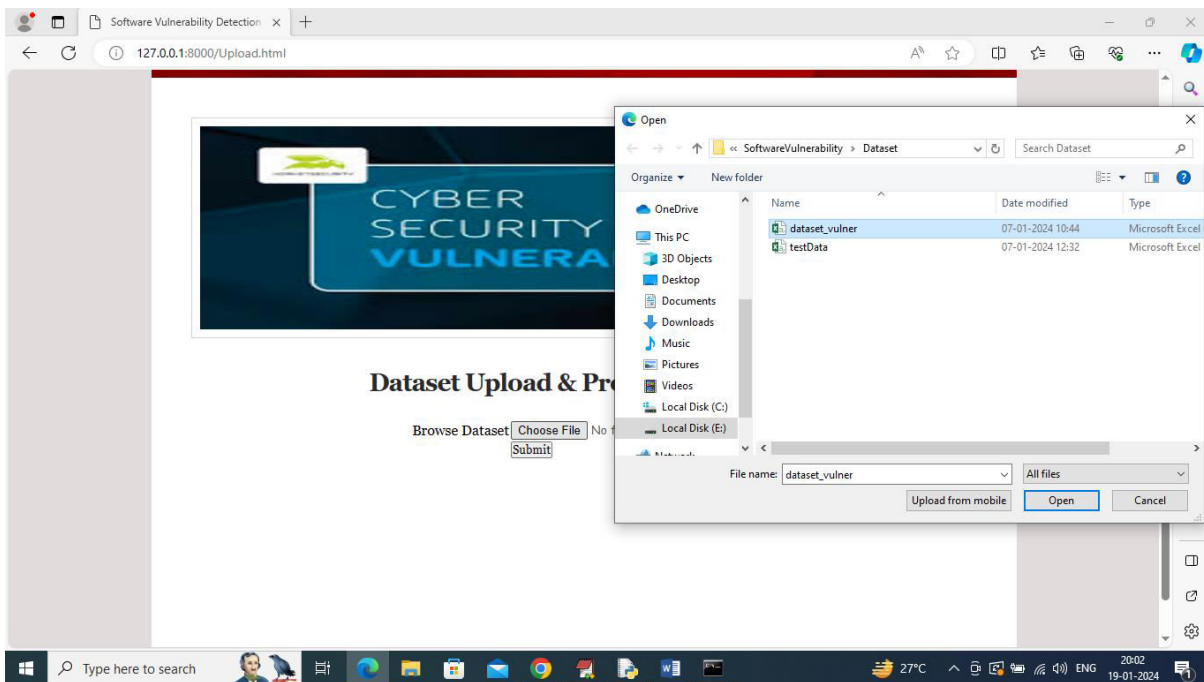 Software Vulnerability Detection
127.0.0.1:8000/Upload.html
CYBER
SECURITY
VULNERA
Dataset Upload & Pr
Browse Dataset Choose File No f
Submit
Open
« SoftwareVulnerability › Dataset
Search Dataset
Organize
New folder
Name
Date modified
Type
OneDrive
This PC
3D Objects
Desktop
Documents
Downloads
Music
Pictures
Videos
Local Disk (C:)
Local Disk (E:)
dataset_vulner 07-01-2024 10:44 Microsoft Excel
testData 07-01-2024 12:32 Microsoft Excel
File name: dataset_vulner All files
Upload from mobile Open Cancel
Type here to search
27°C ENG 20:02
19-01-2024